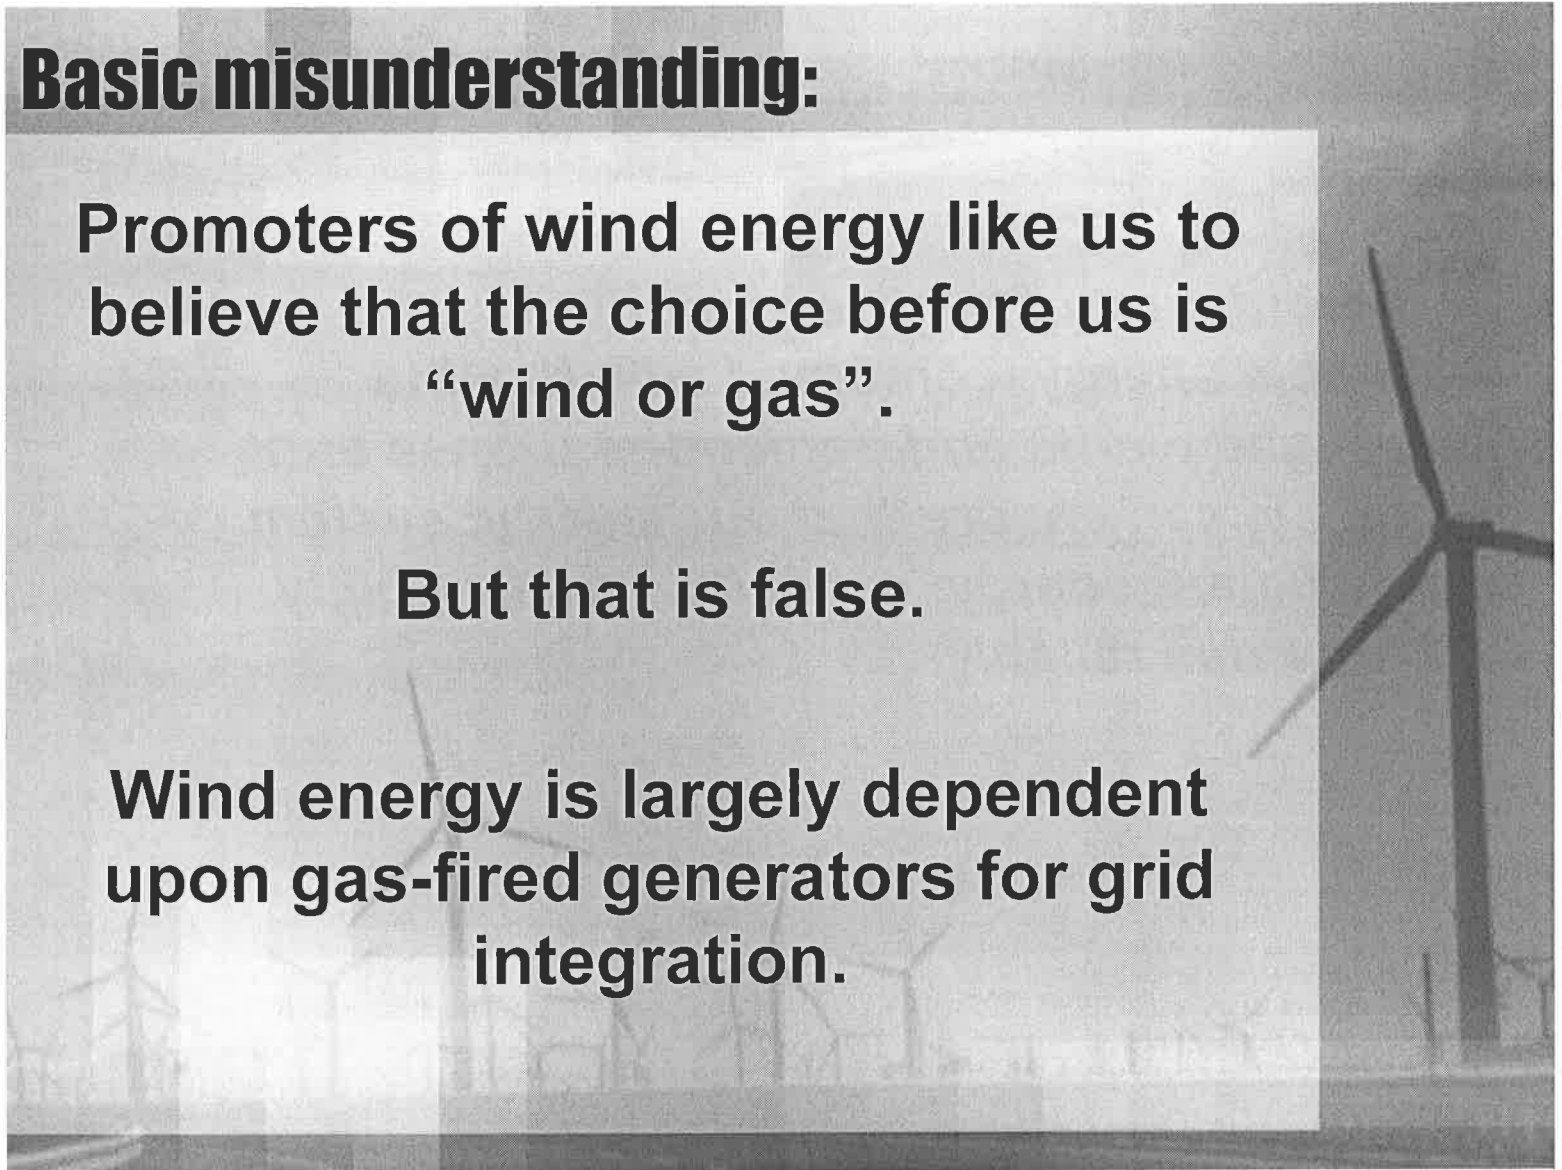 Basic misunderstanding:
Promoters of wind energy like us to
believe that the choice before us is
“wind or gas”.
But that is false.
Wind energy is largely dependent
upon gas-fired generators for grid
integration.